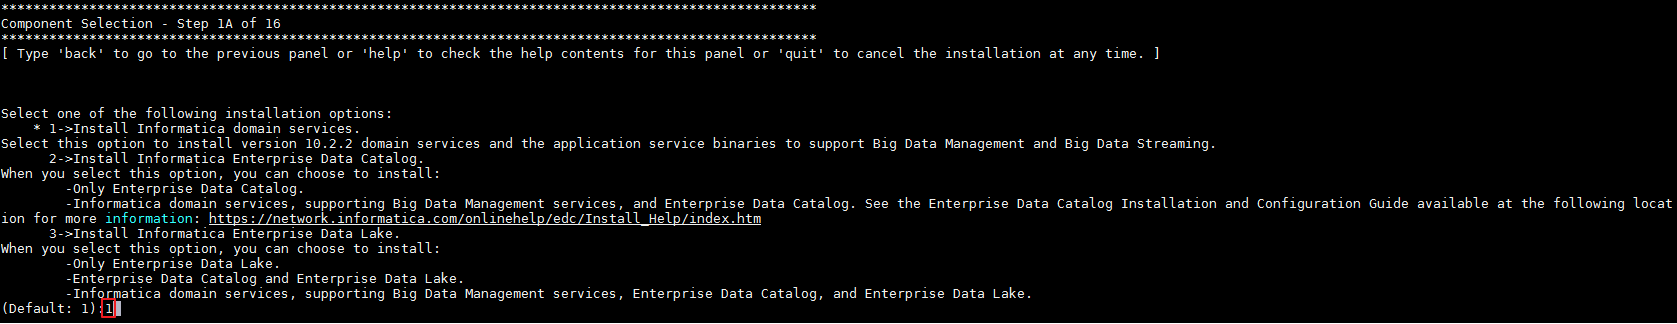 ******************************************************************************************************
Component Selection - Step 1A of 16
******************************************************************************************************
[ Type 'back' to go to the previous panel or 'help' to check the help contents for this panel or 'quit' to cancel the installation at any time. ]
Select one of the following installation options:
* 1->Install Informatica domain services.
Select this option to install version 10.2.2 domain services and the application service binaries to support Big Data Management and Big Data Streaming.
2->Install Informatica Enterprise Data Catalog.
When you select this option, you can choose to install:
-Only Enterprise Data Catalog.
-Informatica domain services, supporting Big Data Management services, and Enterprise Data Catalog. See the Enterprise Data Catalog Installation and Configuration Guide available at the following locat
ion for more information: https://network.informatica.com/onlinehelp/edc/Install_Help/index.htm
3->Install Informatica Enterprise Data Lake.
When you select this option, you can choose to install:
-Only Enterprise Data Lake.
-Enterprise Data Catalog and Enterprise Data Lake.
-Informatica domain services, supporting Big Data Management services, Enterprise Data Catalog, and Enterprise Data Lake.
(Default: 1):1